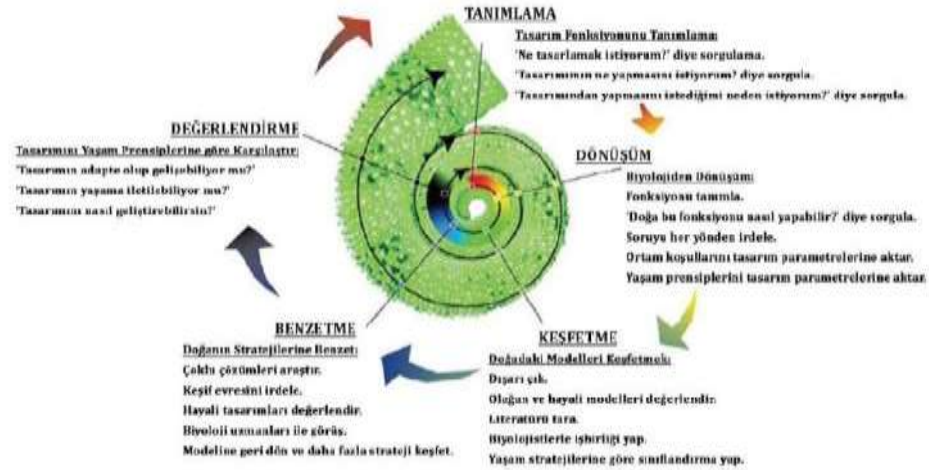 TANIMLAMA
Tasarım Fonksiyonunu Tanımlama:
'Ne tasarlamak istiyorum?' diye sorgulama.
'Tasarımının ne yapmasını istiyorum? diye sorgula.
'Tasarımından yapmasını istediğimi neden istiyorum?' diye sorgula.
DÖNÜŞÜM
Biyolojiden Dönüşüm:
Fonksiyonu tanımla.
'Doğa bu fonksiyonu nasıl yapabilir?' diye sorgula.
Soruyu her yönden irdele.
Ortam koşullarını tasarım parametrelerine aktar.
Yaşam prensiplerini tasarım parametrelerine aktar.
KEŞFETME
Doğadaki Modelleri Keşfetmek:
Dışarı çık.
Olağan ve hayali modelleri değerlendir.
Literatürü tara.
Biyolojistlerle işbirliği yap.
Yaşam stratejilerine göre sınıflandırma yap.
BENZETME
Doğanın Stratejilerine Benzet:
Çoklu çözümleri araştır.
Keşif evresini irdele.
Hayali tasarımları değerlendir.
Biyoloji uzmanları ile görüş.
Modeline geri dön ve daha fazla strateji keşfet.
DEĞERLENDİRME
Tasarımını Yaşam Prensiplerine göre Karşılaştır:
'Tasarımın adapte olup gelişebiliyor mu?'
'Tasarımın yaşama iletilebiliyor mu?'
'Tasarımını nasıl geliştirebilirsin?'